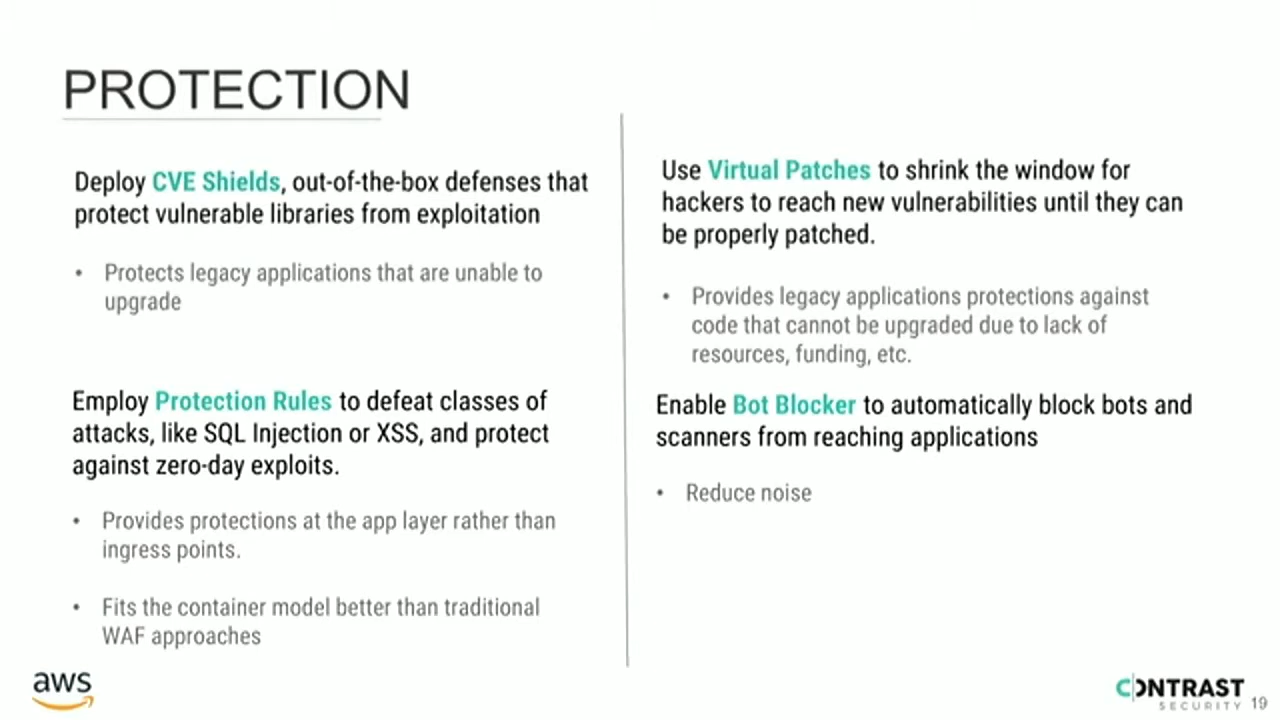 PROTECTION
Deploy CVE Shields, out-of-the-box defenses that
protect vulnerable libraries from exploitation
• Protects legacy applications that are unable to
upgrade
Employ Protection Rules to defeat classes of
attacks, like SQL Injection or XSS, and protect
against zero-day exploits.
• Provides protections at the app layer rather than
ingress points.
• Fits the container model better than traditional
WAF approaches
Use Virtual Patches to shrink the window for
hackers to reach new vulnerabilities until they can
be properly patched.
• Provides legacy applications protections against
code that cannot be upgraded due to lack of
resources, funding, etc.
Enable Bot Blocker to automatically block bots and
scanners from reaching applications
• Reduce noise
aws
CONTRAST
SECURITY
19